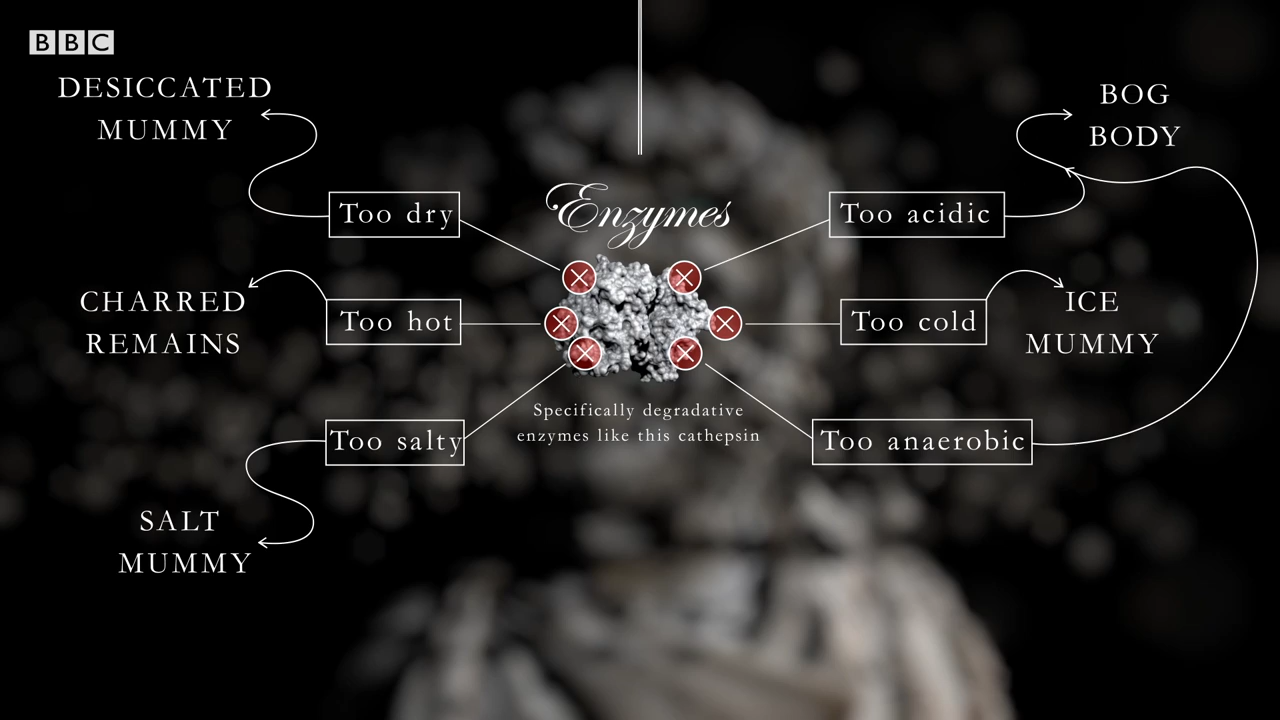 BBC
DESICCATED
MUMMY
BOG
BODY
Too dry
Enzymes
Too acidic
CHARRED
REMAINS
Too hot
Too cold
ICE
MUMMY
Specifically degradative
enzymes like this cathepsin
Too salty
Too anaerobic
SALT
MUMMY